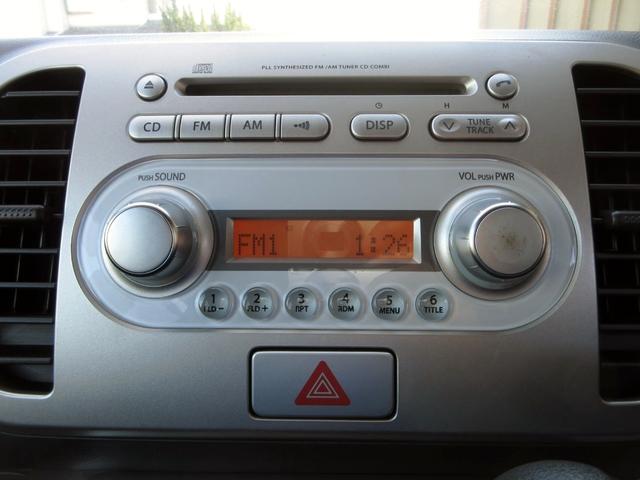 PLL SYNTHESIZED FM / AM TUNER CD COMBI
CD FM AM DISP H M TUNE TRACK
PUSH SOUND VOL PUSH PWR
FM1 1:26
1 2 3 4 5 6
FLD - FLD + RPT RDM MENU TITLE